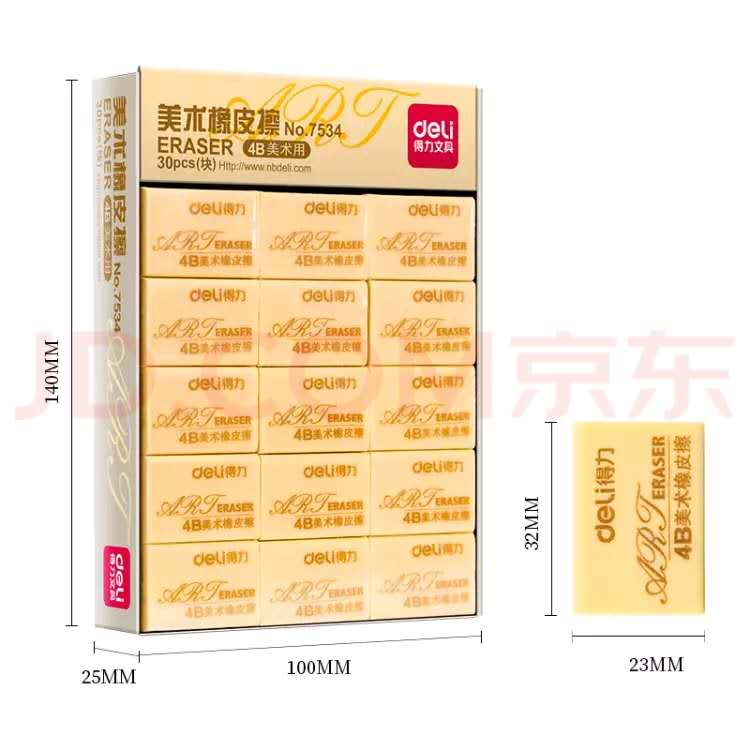 美术橡皮擦 No.7534
ERASER 4B美术用
30pcs(块) Http://www.nbdeli.com
ART
deli
得力文具
美术橡皮擦 No.7534
ERASER 4B美术用
30pcs(块)
ART
deli
得力文具
deli得力 deli得力 deli得力
ART ERASER ART ERASER ART ERASER
4B美术橡皮擦 4B美术橡皮擦 4B美术橡皮擦
deli得力 deli得力 deli得力
ART ERASER ART ERASER ART ERASER
4B美术橡皮擦 4B美术橡皮擦 4B美术橡皮擦
deli得力 deli得力 deli得力
ART ERASER ART ERASER ART ERASER
4B美术橡皮擦 4B美术橡皮擦 4B美术橡皮擦
deli得力 deli得力 deli得力
ART ERASER ART ERASER ART ERASER
4B美术橡皮擦 4B美术橡皮擦 4B美术橡皮擦
deli得力 deli得力 deli得力
ART ERASER ART ERASER ART ERASER
4B美术橡皮擦 4B美术橡皮擦 4B美术橡皮擦
JD.COM京东
140MM
25MM
100MM
deli得力
ART ERASER
4B美术橡皮擦
32MM
23MM